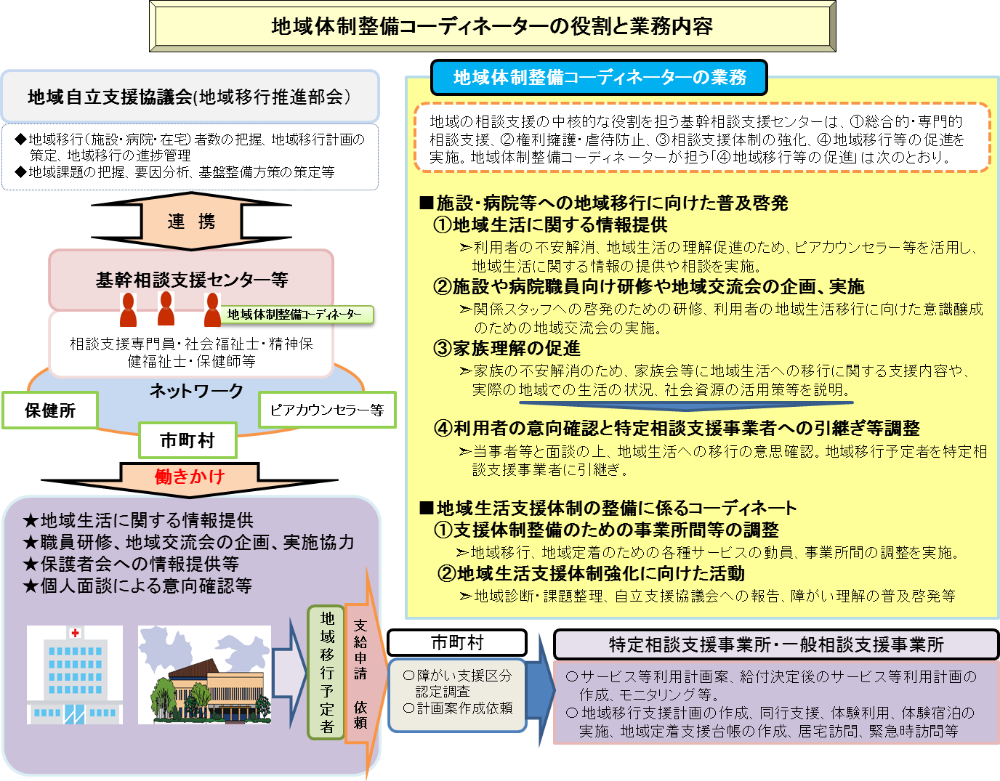 地域体制整備コーディネーターの役割と業務内容
地域自立支援協議会(地域移行推進部会)
◆地域移行(施設・病院・在宅)者数の把握、地域移行計画の
策定、地域移行の進捗管理
◆地域課題の把握、要因分析、基盤整備方策の策定等
連 携
基幹相談支援センター等
地域体制整備コーディネーター
相談支援専門員・社会福祉士・精神保
健福祉士・保健師等
ネットワーク
保健所
ピアカウンセラー等
市町村
働きかけ
★地域生活に関する情報提供
★職員研修、地域交流会の企画、実施協力
★保護者会への情報提供等
★個人面談による意向確認等
地域移行予定者
支給申請 依頼
地域体制整備コーディネーターの業務
地域の相談支援の中核的な役割を担う基幹相談支援センターは、①総合的・専門的
相談支援、②権利擁護・虐待防止、③相談支援体制の強化、④地域移行等の促進を
実施。地域体制整備コーディネーターが担う「④地域移行等の促進」は次のとおり。
■施設・病院等への地域移行に向けた普及啓発
①地域生活に関する情報提供
➣利用者の不安解消、地域生活の理解促進のため、ピアカウンセラー等を活用し、
地域生活に関する情報の提供や相談を実施。
②施設や病院職員向け研修や地域交流会の企画、実施
➣関係スタッフへの啓発のための研修、利用者の地域生活移行に向けた意識醸成
のための地域交流会の実施。
③家族理解の促進
➣家族の不安解消のため、家族会等に地域生活への移行に関する支援内容や、
実際の地域での生活の状況、社会資源の活用策等を説明。
④利用者の意向確認と特定相談支援事業者への引継ぎ等調整
➣当事者等と面談の上、地域生活への移行の意思確認。地域移行予定者を特定相
談支援事業者に引継ぎ。
■地域生活支援体制の整備に係るコーディネート
①支援体制整備のための事業所間等の調整
➣地域移行、地域定着のための各種サービスの動員、事業所間の調整を実施。
②地域生活支援体制強化に向けた活動
➣地域診断・課題整理、自立支援協議会への報告、障がい理解の普及啓発等
市町村
○障がい支援区分
認定調査
○計画案作成依頼
特定相談支援事業所・一般相談支援事業所
○サービス等利用計画案、給付決定後のサービス等利用計画の
作成、モニタリング等。
○地域移行支援計画の作成、同行支援、体験利用、体験宿泊の
実施、地域定着支援台帳の作成、居宅訪問、緊急時訪問等